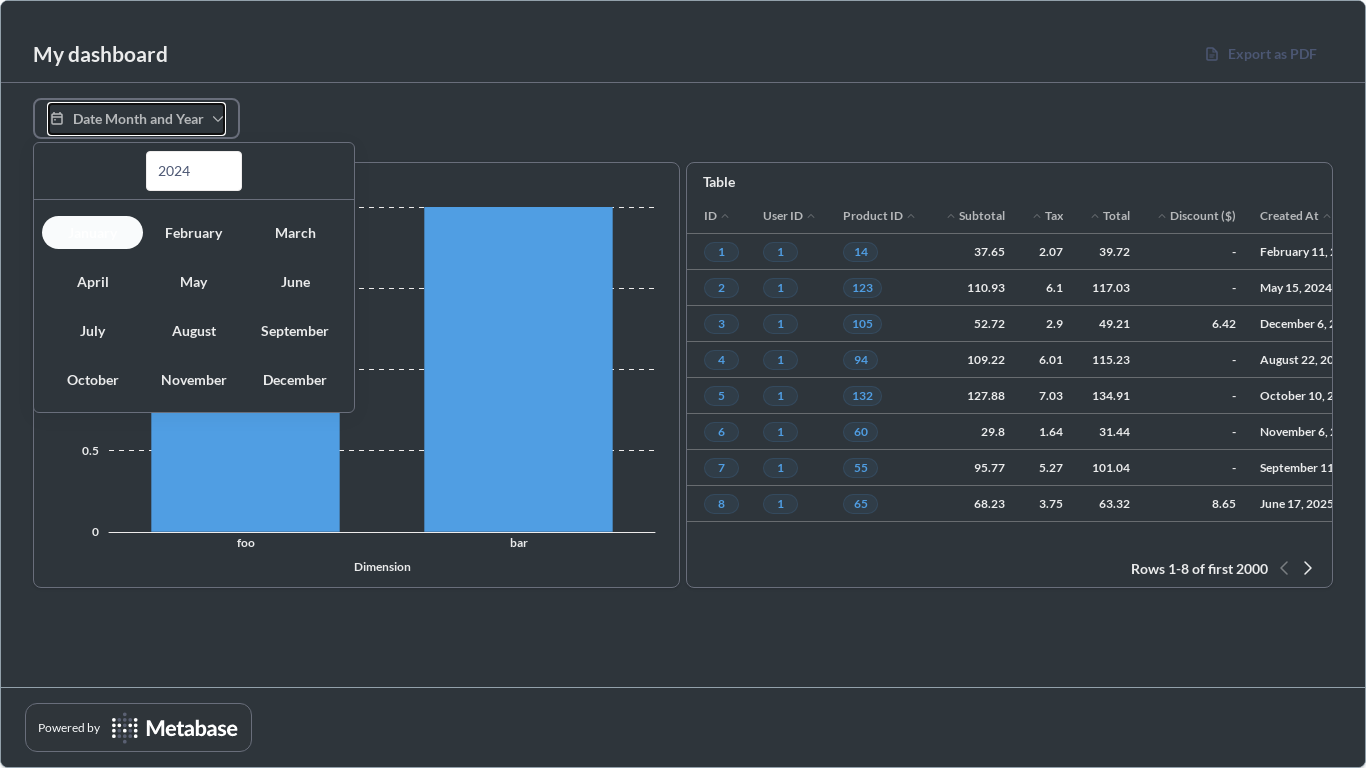 My dashboard
Export as PDF
Date Month and Year
2024
February March
April May June
July August September
October November December
0.5
0
foo bar
Dimension
Table
ID User ID Product ID Subtotal Tax Total Discount ($) Created At
1 1 14 37.65 2.07 39.72 - February 11,
2 1 123 110.93 6.1 117.03 - May 15, 2024
3 1 105 52.72 2.9 49.21 6.42 December 6,
4 1 94 109.22 6.01 115.23 - August 22, 20
5 1 132 127.88 7.03 134.91 - October 10, 2
6 1 60 29.8 1.64 31.44 - November 6,
7 1 55 95.77 5.27 101.04 - September 11
8 1 65 68.23 3.75 63.32 8.65 June 17, 2025
Rows 1-8 of first 2000
Powered by Metabase